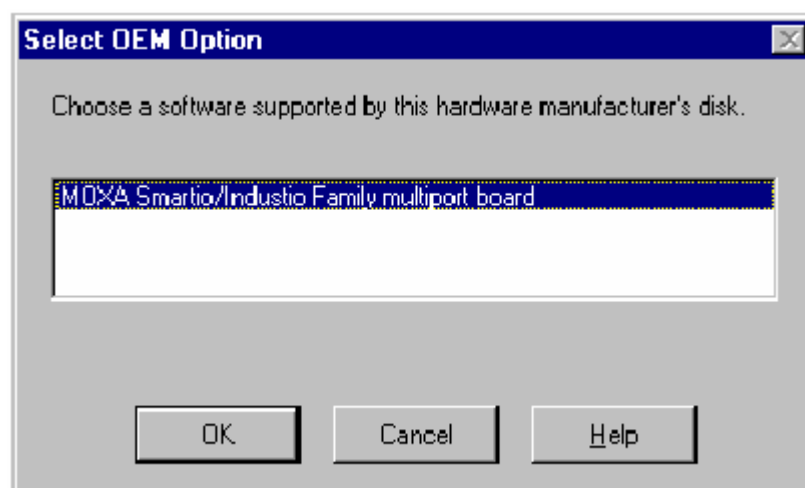 Select OEM Option
Choose a software supported by this hardware manufacturer's disk.
MOXA Smartio/Industio Family multiport board
OK
Cancel
Help